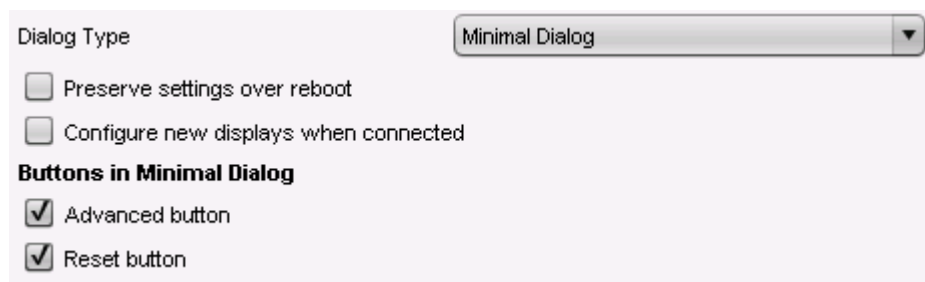 Dialog Type Minimal Dialog
Preserve settings over reboot
Configure new displays when connected
Buttons in Minimal Dialog
Advanced button
Reset button